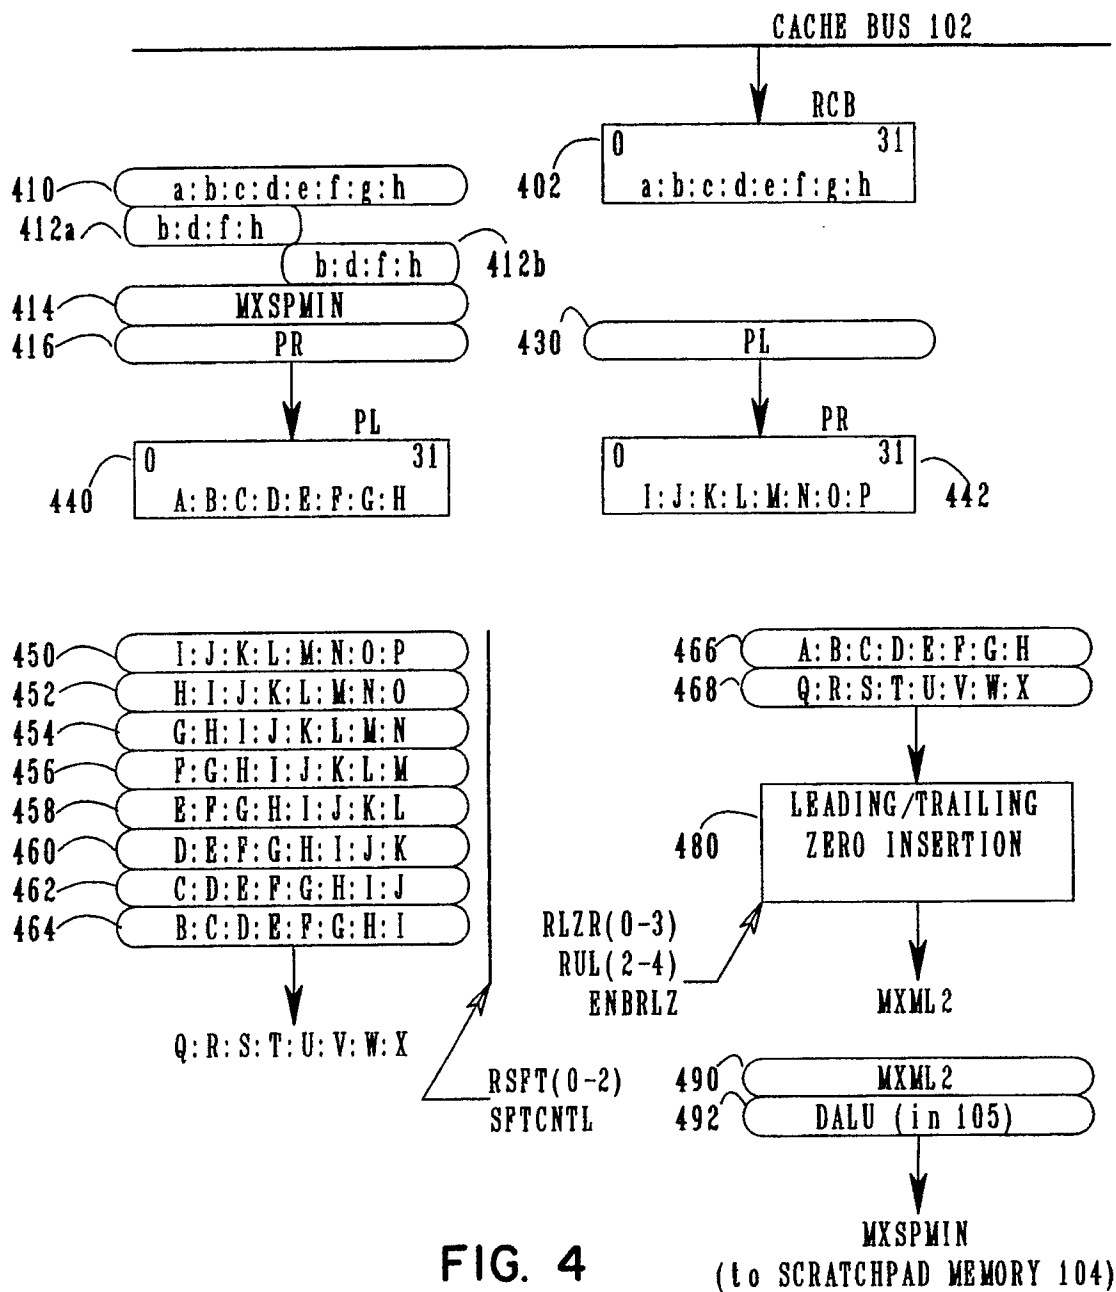 CACHE BUS 102
RCB
402
0 31
a:b:c:d:e:f:g:h
410
a:b:c:d:e:f:g:h
412a
b:d:f:h
b:d:f:h
412b
414
MXSPMIN
416
PR
430
PL
PL
440
0 31
A:B:C:D:E:F:G:H
PR
0 31
I:J:K:L:M:N:O:P
442
450
I:J:K:L:M:N:O:P
452
H:I:J:K:L:M:N:O
454
G:H:I:J:K:L:M:N
456
F:G:H:I:J:K:L:M
458
E:F:G:H:I:J:K:L
460
D:E:F:G:H:I:J:K
462
C:D:E:F:G:H:I:J
464
B:C:D:E:F:G:H:I
Q:R:S:T:U:V:W:X
RSFT(0-2)
SFTCNTL
466
A:B:C:D:E:F:G:H
468
Q:R:S:T:U:V:W:X
480
LEADING/TRAILING
ZERO INSERTION
RLZR(0-3)
RUL(2-4)
ENBRLZ
MXML2
490
MXML2
492
DALU (in 105)
MXSPMIN
(to SCRATCHPAD MEMORY 104)
FIG. 4